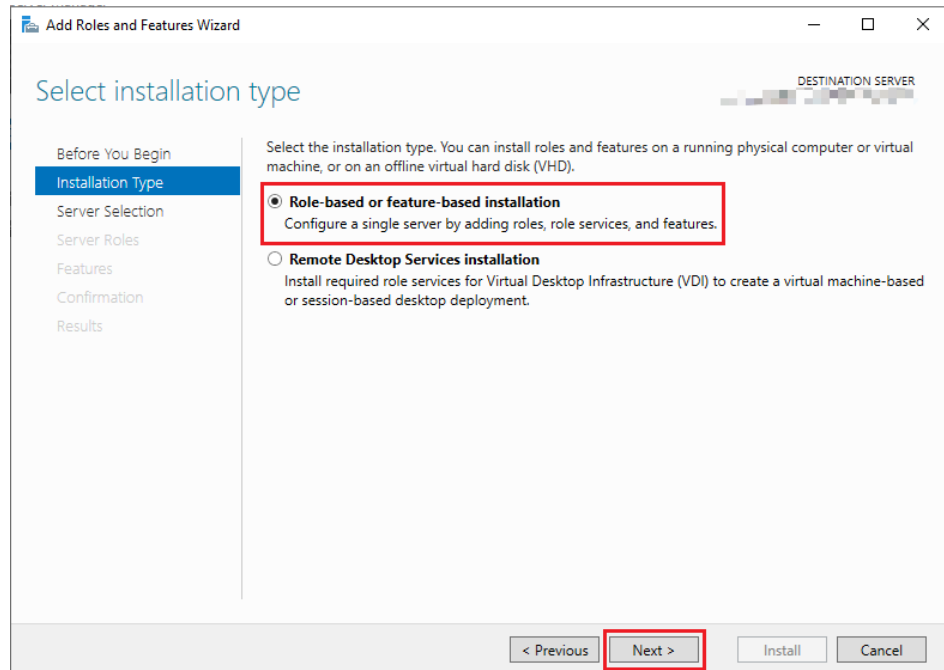 Add Roles and Features Wizard
Select installation type
DESTINATION SERVER
Before You Begin
Installation Type
Server Selection
Server Roles
Features
Confirmation
Results
Select the installation type. You can install roles and features on a running physical computer or virtual
machine, or on an offline virtual hard disk (VHD).
Role-based or feature-based installation
Configure a single server by adding roles, role services, and features.
Remote Desktop Services installation
Install required role services for Virtual Desktop Infrastructure (VDI) to create a virtual machine-based
or session-based desktop deployment.
< Previous
Next >
Install
Cancel